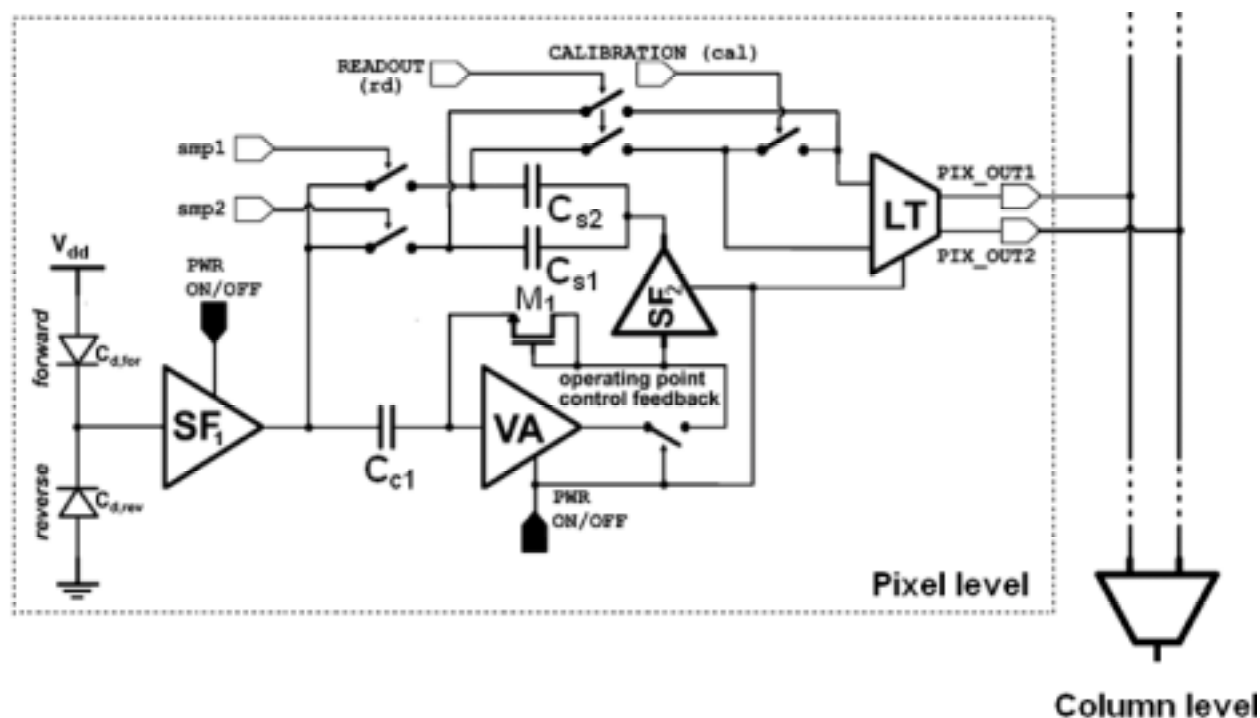 READOUT
(rd)
CALIBRATION (cal)
smp1
smp2
Vdd
PWR
ON/OFF
forward
Cd,for
reverse
Cd,rev
SF1
Cs2
Cs1
M1
SF2
LT
PIX_OUT1
PIX_OUT2
operating point
control feedback
Cc1
VA
PWR
ON/OFF
Pixel level
Column level